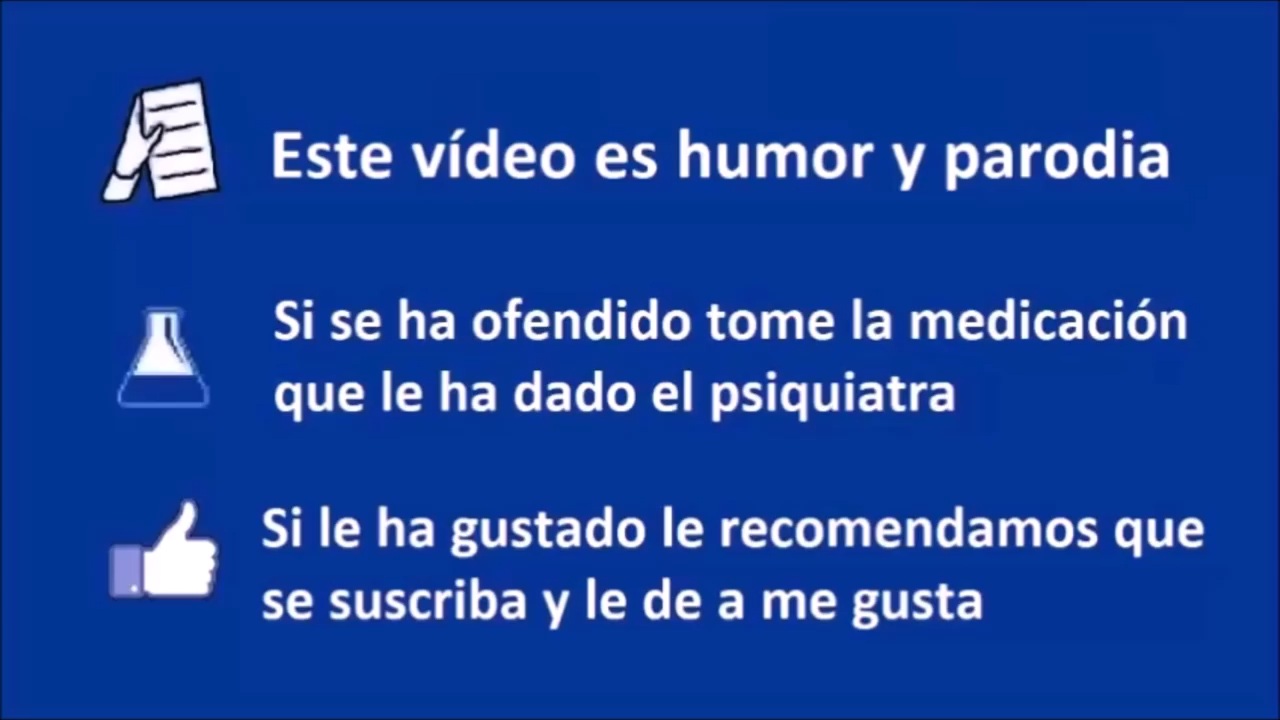 Este vídeo es humor y parodia
Si se ha ofendido tome la medicación
que le ha dado el psiquiatra
Si le ha gustado le recomendamos que
se suscriba y le de a me gusta